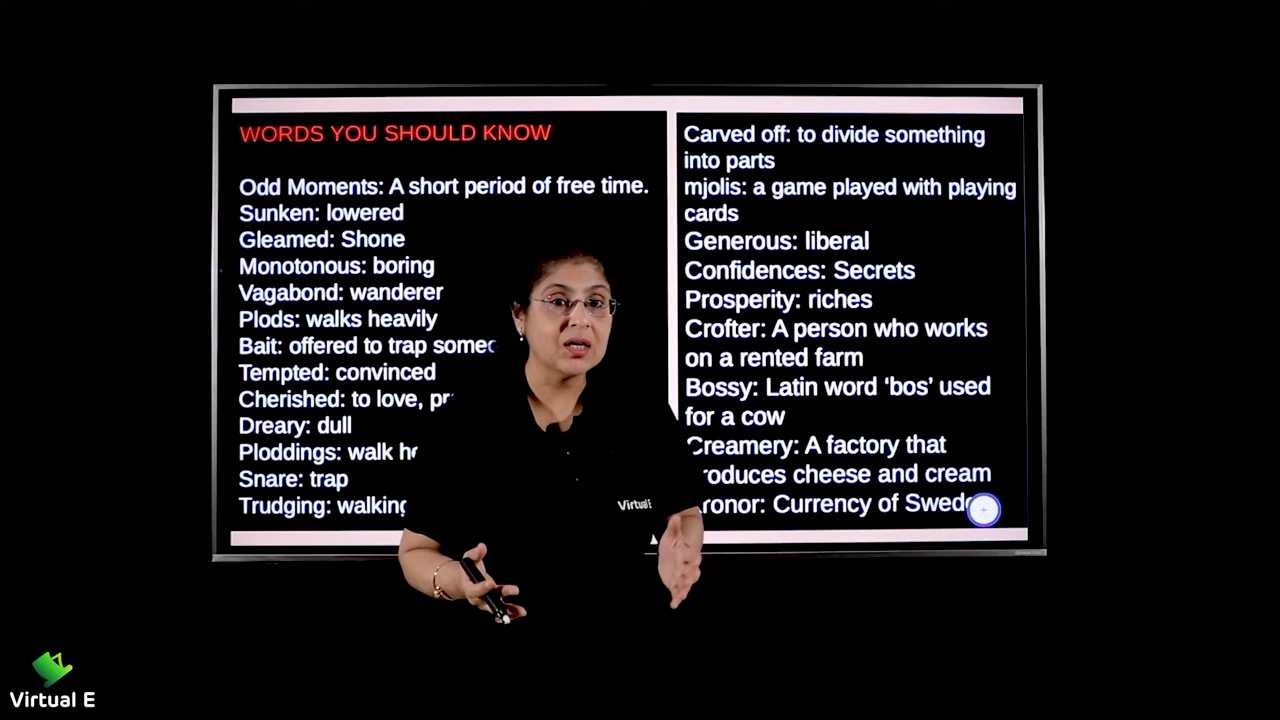 WORDS YOU SHOULD KNOW
Odd Moments: A short period of free time.
Sunken: lowered
Gleamed: Shone
Monotonous: boring
Vagabond: wanderer
Plods: walks heavily
Bait: offered to trap
Tempted: convinced
Cherished: to love,
Dreary: dull
Ploddings: walk
Snare: trap
Trudging: walking
Carved off: to divide something
into parts
mjolis: a game played with playing
cards
Generous: liberal
Confidences: Secrets
Prosperity: riches
Crofter: A person who works
on a rented farm
Bossy: Latin word ‘bos’ used
for a cow
Creamery: A factory that
produces cheese and cream
Currency of
VirtualE
Virtual E